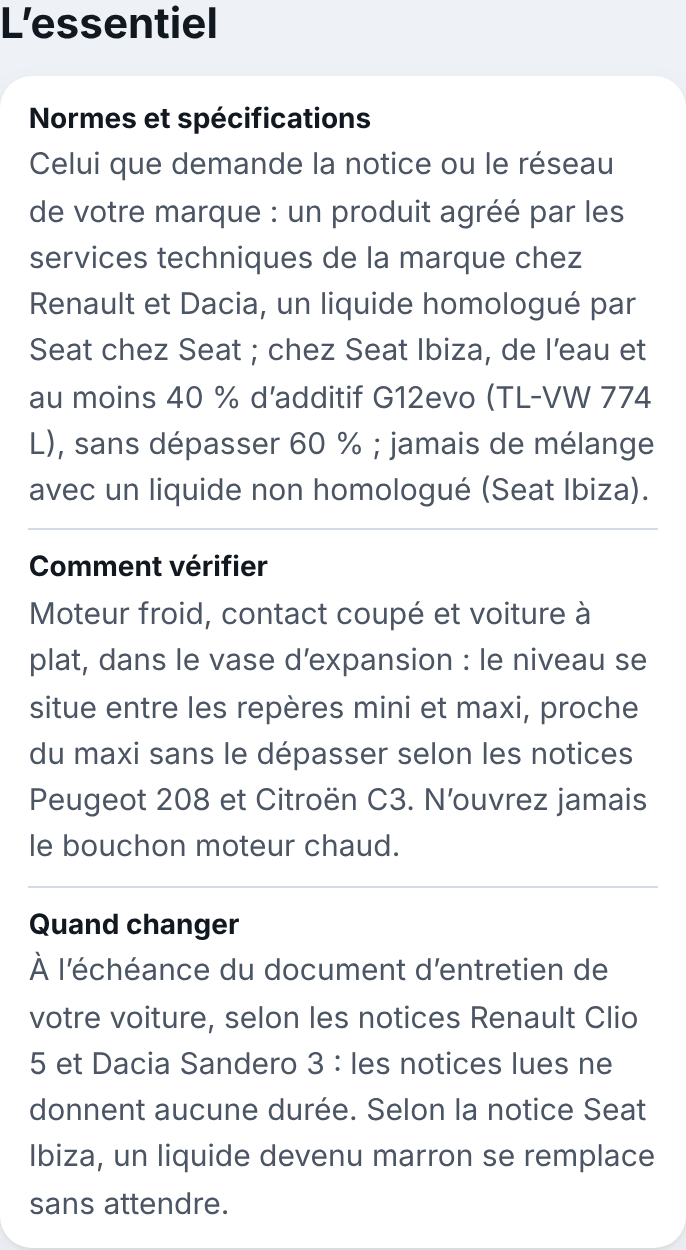 L’essentiel
Normes et spécifications
Celui que demande la notice ou le réseau
de votre marque : un produit agréé par les
services techniques de la marque chez
Renault et Dacia, un liquide homologué par
Seat chez Seat ; chez Seat Ibiza, de l’eau et
au moins 40 % d’additif G12evo (TL-VW 774
L), sans dépasser 60 % ; jamais de mélange
avec un liquide non homologué (Seat Ibiza).
Comment vérifier
Moteur froid, contact coupé et voiture à
plat, dans le vase d’expansion : le niveau se
situe entre les repères mini et maxi, proche
du maxi sans le dépasser selon les notices
Peugeot 208 et Citroën C3. N’ouvrez jamais
le bouchon moteur chaud.
Quand changer
À l’échéance du document d’entretien de
votre voiture, selon les notices Renault Clio
5 et Dacia Sandero 3 : les notices lues ne
donnent aucune durée. Selon la notice Seat
Ibiza, un liquide devenu marron se remplace
sans attendre.